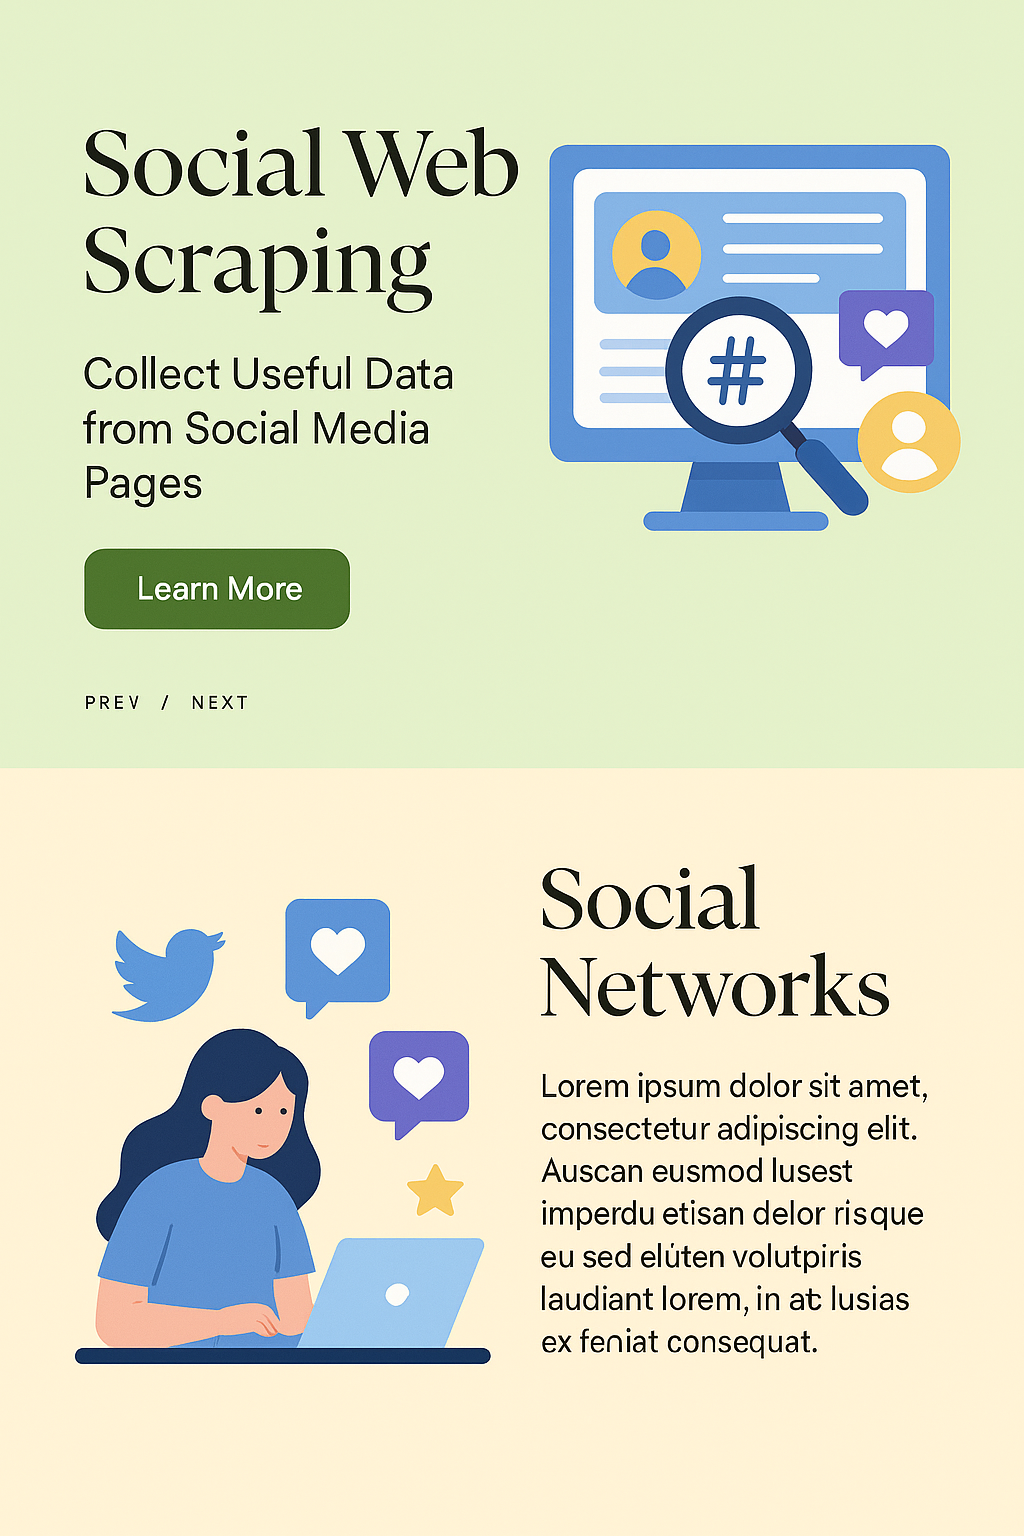 Social Web
Scraping
Collect Useful Data
from Social Media
Pages
#
Learn More
PREV / NEXT
Social
Networks
Lorem ipsum dolor sit amet,
consectetur adipiscing elit.
Auscan eusmod lusest
imperdu etisan delor risque
eu sed elúten volutpiris
laudiant lorem, in at lusias
ex feniat consequat.